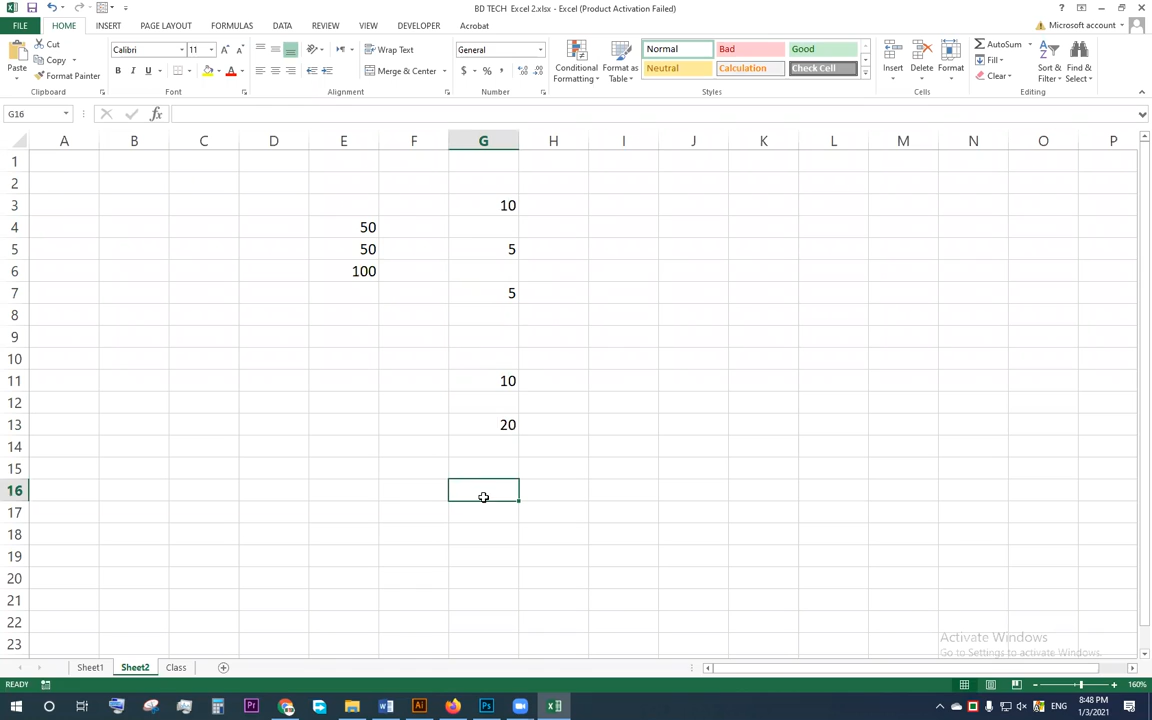 BD TECH  Excel 2.xlsx - Excel (Product Activation Failed)
FILE HOME INSERT PAGE LAYOUT FORMULAS DATA REVIEW VIEW DEVELOPER Acrobat Microsoft account
Paste Cut Copy Format Painter
Calibri 11 Wrap Text General
B I U Merge & Center $ % ,
Conditional Formatting Format as Table
Normal Bad Good
Neutral Calculation Check Cell
Insert Delete Format
AutoSum Fill Clear
Sort & Filter Find & Select
Clipboard Font Alignment Number Styles Cells Editing
G16 fx
A B C D E F G H I J K L M N O P
1
2
3 10
4 50
5 50 5
6 100
7 5
8
9
10
11 10
12
13 20
14
15
16
17
18
19
20
21
22
23
Activate Windows
Go to Settings to activate Windows.
Sheet1 Sheet2 Class
READY 160%
Pr Ai Ps ENG 8:48 PM
1/3/2021